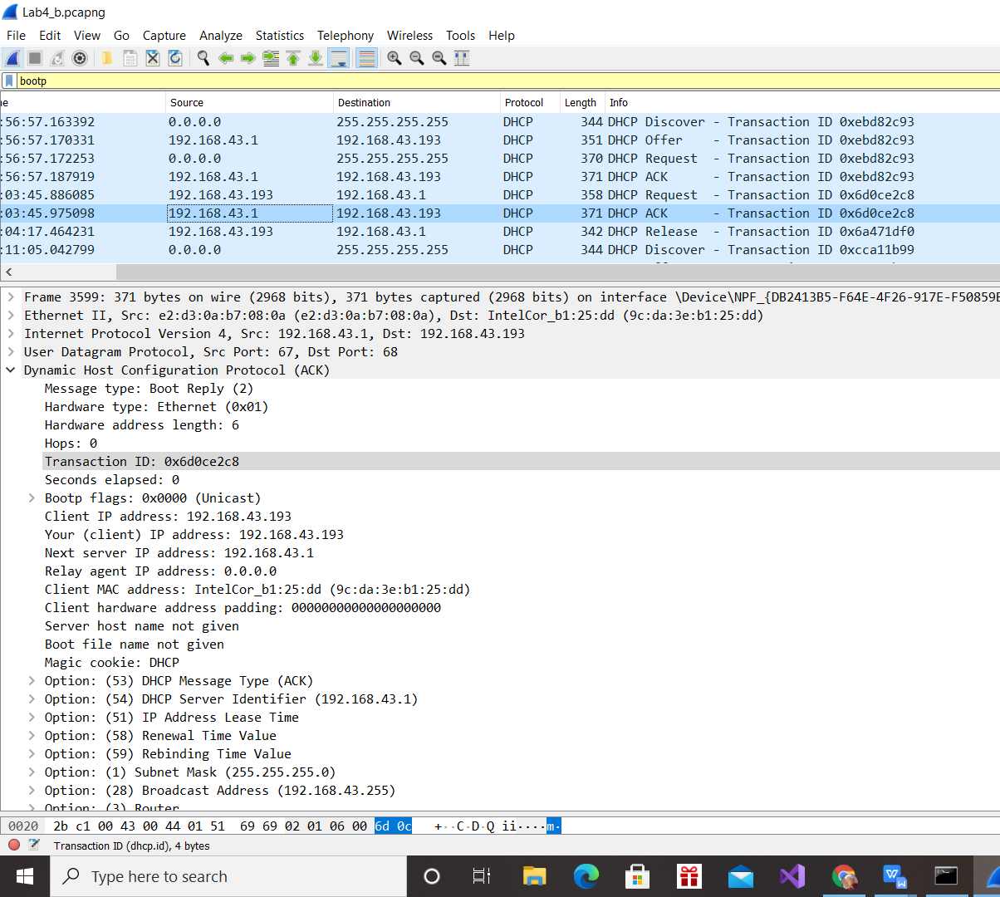 Lab4_b.pcapng
File Edit View Go Capture Analyze Statistics Telephony Wireless Tools Help
bootp
ne Source Destination Protocol Length Info
:56:57.163392 0.0.0.0 255.255.255.255 DHCP 344 DHCP Discover - Transaction ID 0xebd82c93
:56:57.170331 192.168.43.1 192.168.43.193 DHCP 351 DHCP Offer - Transaction ID 0xebd82c93
:56:57.172253 0.0.0.0 255.255.255.255 DHCP 370 DHCP Request - Transaction ID 0xebd82c93
:56:57.187919 192.168.43.1 192.168.43.193 DHCP 371 DHCP ACK - Transaction ID 0xebd82c93
:03:45.886085 192.168.43.193 192.168.43.1 DHCP 358 DHCP Request - Transaction ID 0x6d0ce2c8
:03:45.975098 192.168.43.1 192.168.43.193 DHCP 371 DHCP ACK - Transaction ID 0x6d0ce2c8
:04:17.464231 192.168.43.193 192.168.43.1 DHCP 342 DHCP Release - Transaction ID 0x6a471df0
:11:05.042799 0.0.0.0 255.255.255.255 DHCP 344 DHCP Discover - Transaction ID 0xcca11b99
Frame 3599: 371 bytes on wire (2968 bits), 371 bytes captured (2968 bits) on interface \Device\NPF_{DB2413B5-F64E-4F26-917E-F50859E
Ethernet II, Src: e2:d3:0a:b7:08:0a (e2:d3:0a:b7:08:0a), Dst: IntelCor_b1:25:dd (9c:da:3e:b1:25:dd)
Internet Protocol Version 4, Src: 192.168.43.1, Dst: 192.168.43.193
User Datagram Protocol, Src Port: 67, Dst Port: 68
Dynamic Host Configuration Protocol (ACK)
Message type: Boot Reply (2)
Hardware type: Ethernet (0x01)
Hardware address length: 6
Hops: 0
Transaction ID: 0x6d0ce2c8
Seconds elapsed: 0
Bootp flags: 0x0000 (Unicast)
Client IP address: 192.168.43.193
Your (client) IP address: 192.168.43.193
Next server IP address: 192.168.43.1
Relay agent IP address: 0.0.0.0
Client MAC address: IntelCor_b1:25:dd (9c:da:3e:b1:25:dd)
Client hardware address padding: 00000000000000000000
Server host name not given
Boot file name not given
Magic cookie: DHCP
Option: (53) DHCP Message Type (ACK)
Option: (54) DHCP Server Identifier (192.168.43.1)
Option: (51) IP Address Lease Time
Option: (58) Renewal Time Value
Option: (59) Rebinding Time Value
Option: (1) Subnet Mask (255.255.255.0)
Option: (28) Broadcast Address (192.168.43.255)
Option: (3) Router
0020 2b c1 00 43 00 44 01 51 69 69 02 01 06 00 6d 0c +··C·D·Q ii····m·
Transaction ID (dhcp.id), 4 bytes
Type here to search